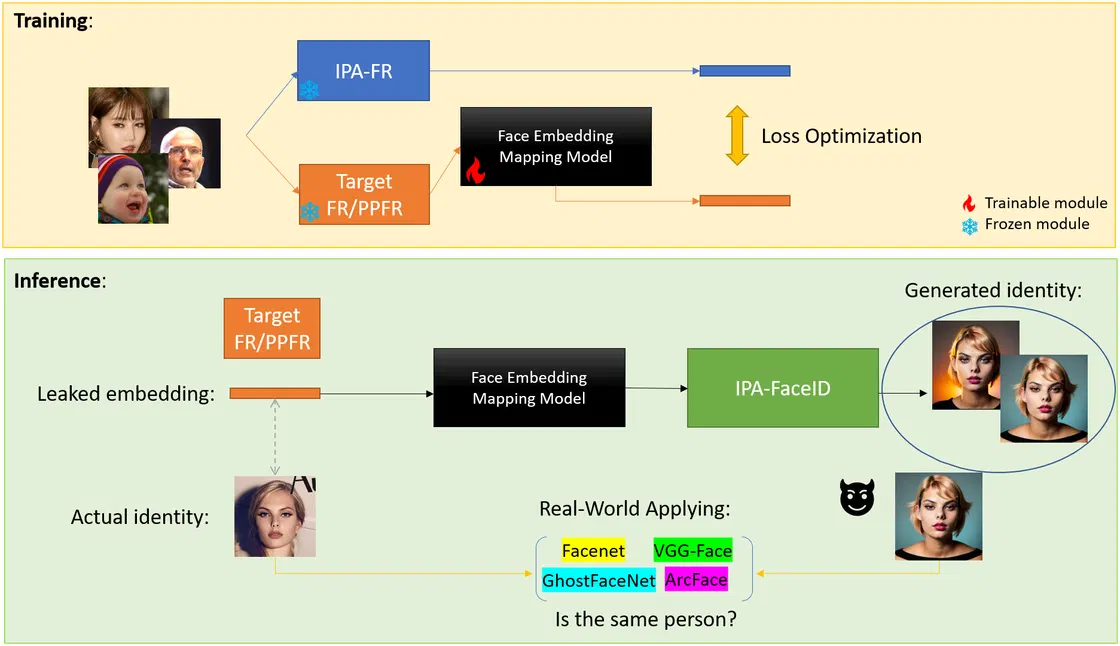 Training:
IPA-FR
Face Embedding
Mapping Model
Loss Optimization
Target
FR/PPFR
Trainable module
Frozen module
Inference:
Generated identity:
Target
FR/PPFR
Leaked embedding:
Face Embedding
Mapping Model
IPA-FaceID
Actual identity:
Real-World Applying:
Facenet
VGG-Face
GhostFaceNet
ArcFace
Is the same person?